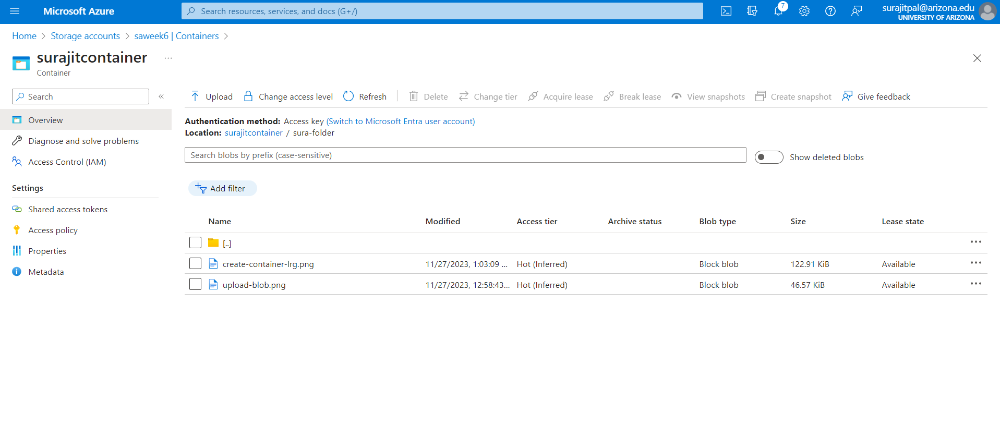 Microsoft Azure
Search resources, services, and docs (G+/)
7
surajitpal@arizona.edu
UNIVERSITY OF ARIZONA
Home > Storage accounts > saweek6 | Containers >
surajitcontainer ...
Container
Search «
Upload Change access level Refresh | Delete Change tier Acquire lease Break lease View snapshots Create snapshot Give feedback
Overview
Diagnose and solve problems
Access Control (IAM)
Settings
Shared access tokens
Access policy
Properties
Metadata
Authentication method: Access key (Switch to Microsoft Entra user account)
Location: surajitcontainer / sura-folder
Search blobs by prefix (case-sensitive)
Show deleted blobs
Add filter
Name Modified Access tier Archive status Blob type Size Lease state
[..] ...
create-container-lrg.png 11/27/2023, 1:03:09 ... Hot (Inferred) Block blob 122.91 KiB Available ...
upload-blob.png 11/27/2023, 12:58:43... Hot (Inferred) Block blob 46.57 KiB Available ...